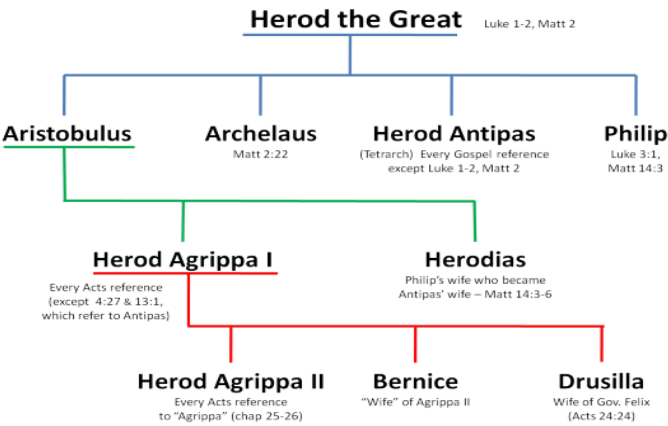 Herod the Great
Luke 1-2, Matt 2
Aristobulus
Archelaus
Matt 2:22
Herod Antipas
(Tetrarch) Every Gospel reference
except Luke 1-2, Matt 2
Philip
Luke 3:1,
Matt 14:3
Herod Agrippa I
Every Acts reference
(except 4:27 & 13:1,
which refer to Antipas)
Herodias
Philip's wife who became
Antipas' wife – Matt 14:3-6
Herod Agrippa II
Every Acts reference
to "Agrippa" (chap 25-26)
Bernice
"Wife" of Agrippa II
Drusilla
Wife of Gov. Felix
(Acts 24:24)